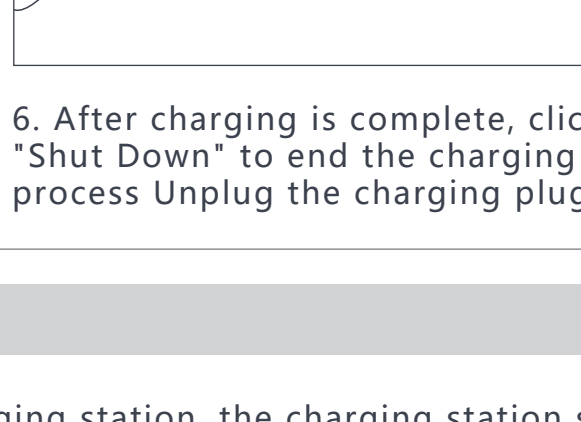 6. After charging is complete, clic
"Shut Down" to end the charging
process Unplug the charging plug
ging station, the charging station s